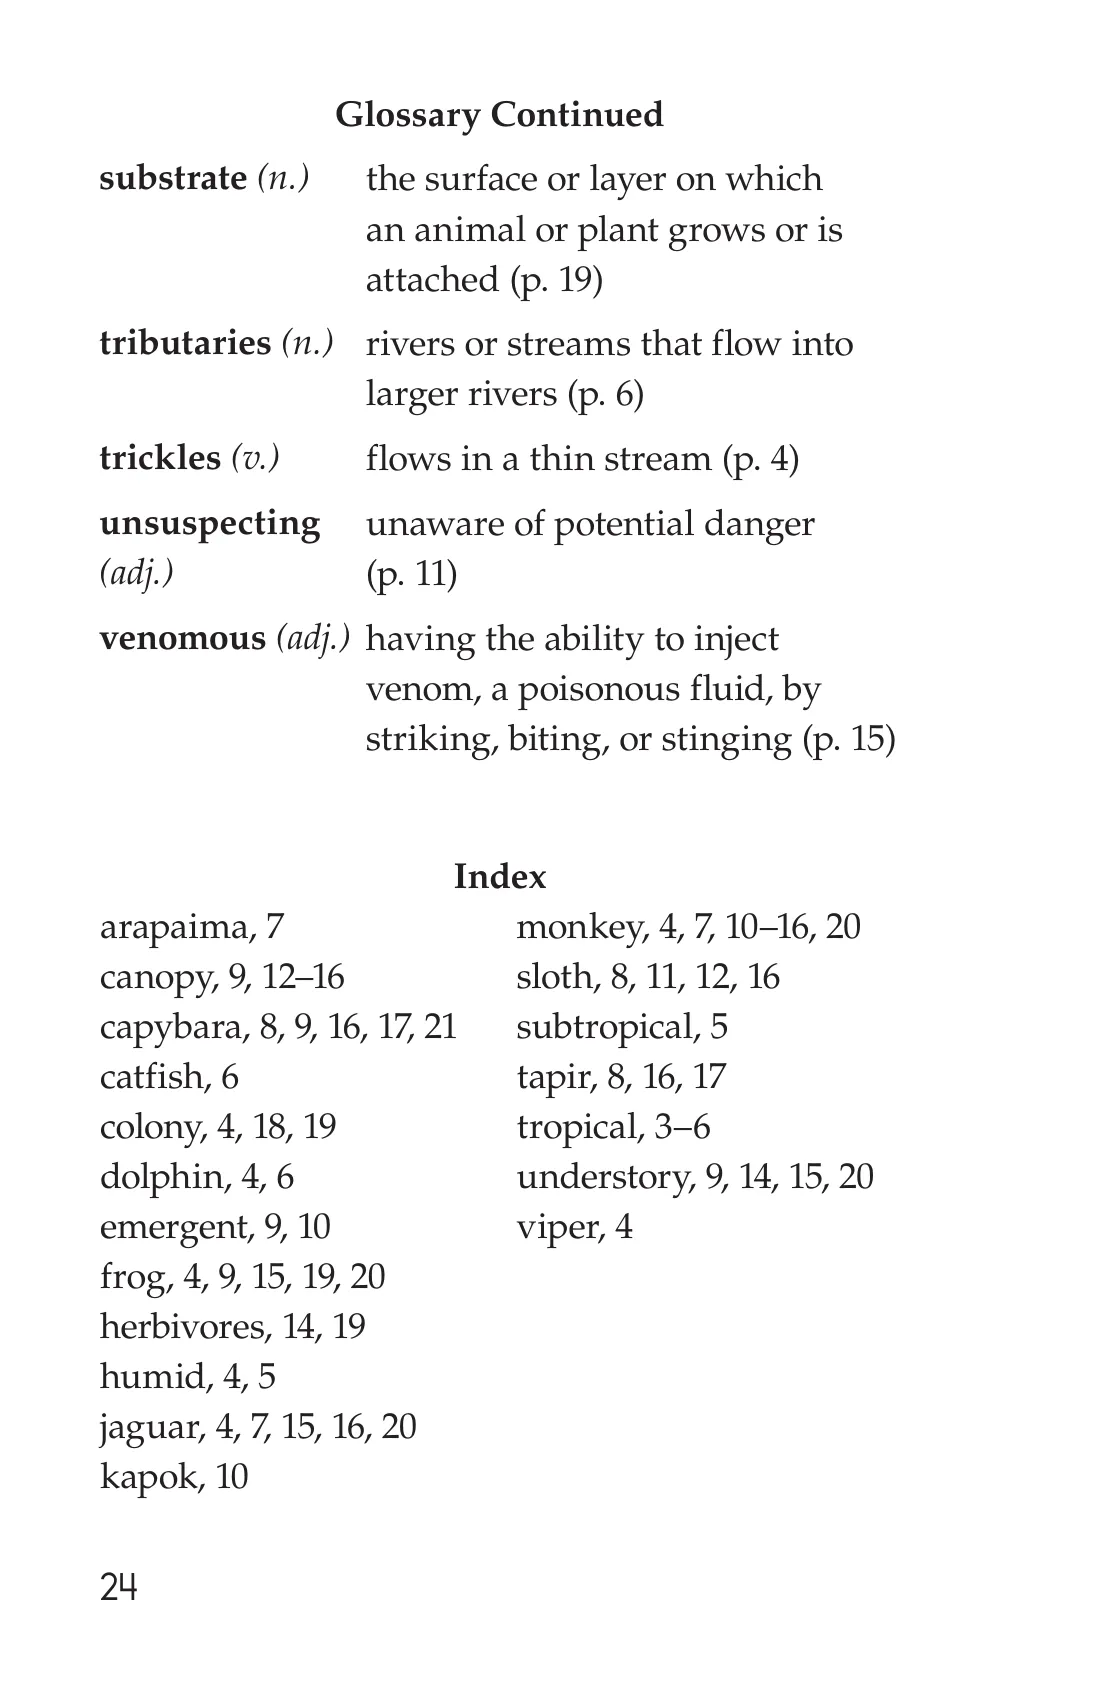 Glossary Continued
substrate (n.) the surface or layer on which
an animal or plant grows or is
attached (p. 19)
tributaries (n.) rivers or streams that flow into
larger rivers (p. 6)
trickles (v.) flows in a thin stream (p. 4)
unsuspecting unaware of potential danger
(adj.) (p. 11)
venomous (adj.) having the ability to inject
venom, a poisonous fluid, by
striking, biting, or stinging (p. 15)
Index
arapaima, 7
canopy, 9, 12–16
capybara, 8, 9, 16, 17, 21
catfish, 6
colony, 4, 18, 19
dolphin, 4, 6
emergent, 9, 10
frog, 4, 9, 15, 19, 20
herbivores, 14, 19
humid, 4, 5
jaguar, 4, 7, 15, 16, 20
kapok, 10
monkey, 4, 7, 10–16, 20
sloth, 8, 11, 12, 16
subtropical, 5
tapir, 8, 16, 17
tropical, 3–6
understory, 9, 14, 15, 20
viper, 4
24